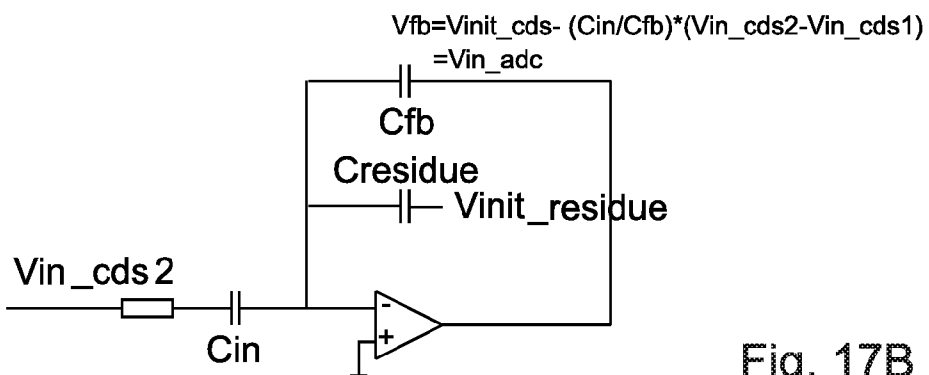 Vfb=Vinit_cds- (Cin/Cfb)*(Vin_cds2-Vin_cds1)
=Vin_adc
Cfb
Cresidue
Vinit_residue
Vin_cds2
-
+
Cin
Fig. 17B